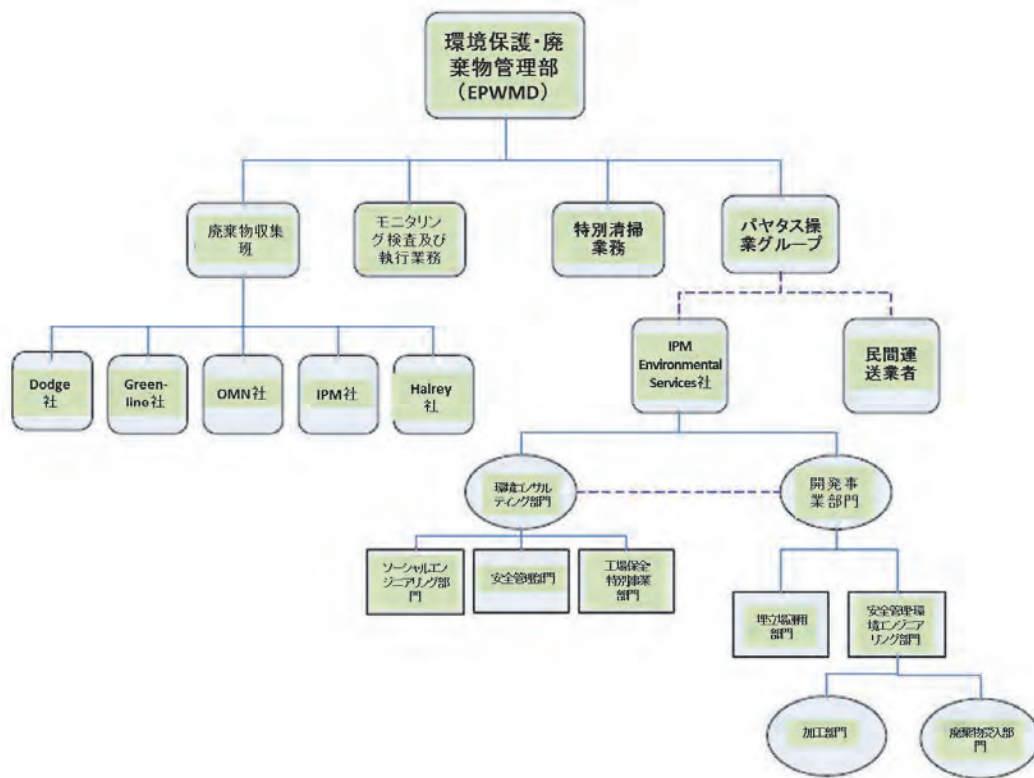 環境保護・廃
棄物管理部
（EPWMD）
廃棄物収集
班
モニタリン
グ検査及び
執行業務
特別清掃
業務
パヤタス操
業グループ
Dodge
社
Green-
line社
OMN社
IPM社
Halrey
社
IPM
Environmental
Services社
民間運
送業者
環境コンサル
ティング部門
開発事
業部門
ソーシャルエン
ジニアリング部
門
安全管理部門
工場保全・
特別事業
部門
埋立場運用
部門
安全管理・環
境エンジニア
リング部門
加工部門
廃棄物受入部
門